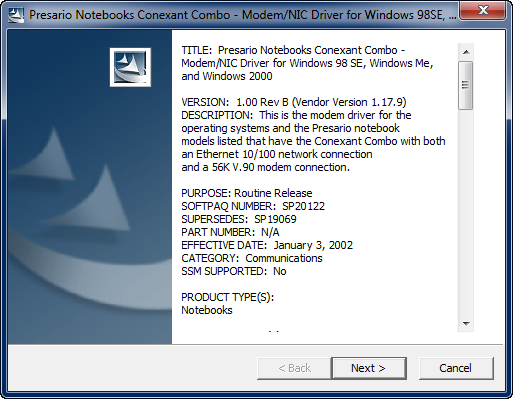 Presario Notebooks Conexant Combo - Modem/NIC Driver for Windows 98SE, ...
TITLE:  Presario Notebooks Conexant Combo -
Modem/NIC Driver for Windows 98 SE, Windows Me,
and Windows 2000
VERSION:  1.00 Rev B (Vendor Version 1.17.9)
DESCRIPTION:  This is the modem driver for the
operating systems and the Presario notebook
models listed that have the Conexant Combo with both
an Ethernet 10/100 network connection
and a 56K V.90 modem connection.
PURPOSE: Routine Release
SOFTPAQ NUMBER:  SP20122
SUPERSEDES:  SP19069
PART NUMBER:  N/A
EFFECTIVE DATE:  January 3, 2002
CATEGORY:  Communications
SSM SUPPORTED:  No
PRODUCT TYPE(S):
Notebooks
< Back
Next >
Cancel